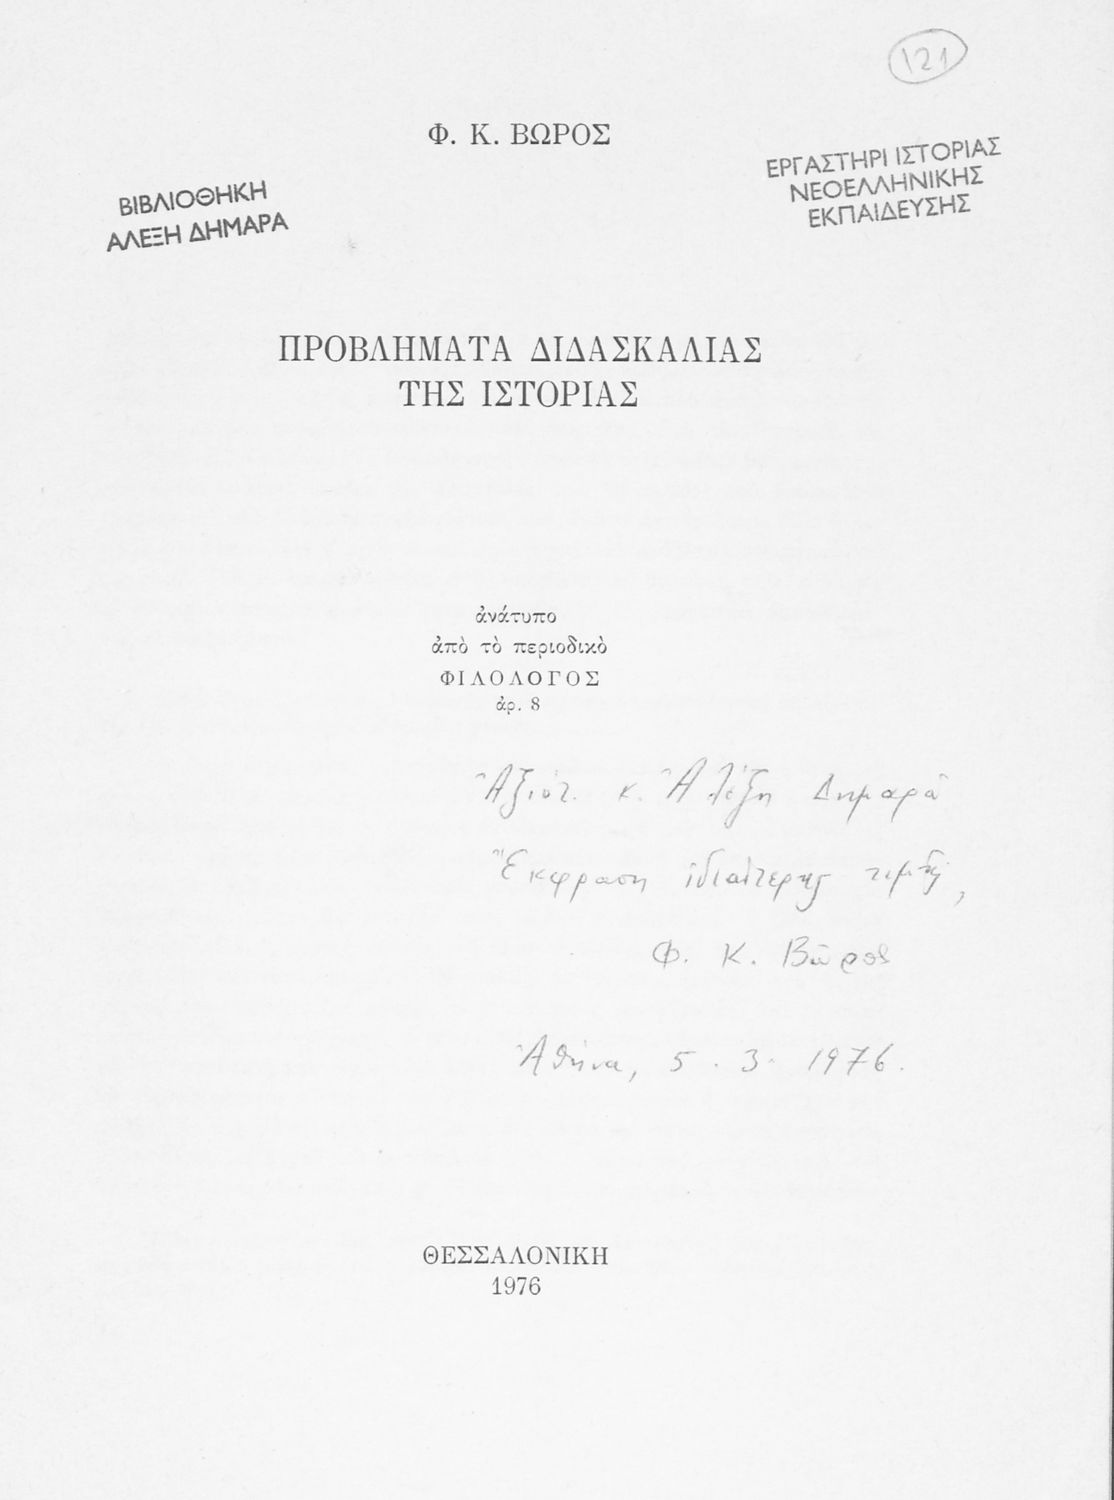 121
Φ. Κ. ΒΩΡΟΣ
ΒΙΒΛΙΟΘΗΚΗ
ΑΛΕΞΗ ΔΗΜΑΡΑ
ΕΡΓΑΣΤΗΡΙ ΙΣΤΟΡΙΑΣ
ΝΕΟΕΛΛΗΝΙΚΗΣ
ΕΚΠΑΙΔΕΥΣΗΣ
ΠΡΟΒΛΗΜΑΤΑ ΔΙΔΑΣΚΑΛΙΑΣ
ΤΗΣ ΙΣΤΟΡΙΑΣ
ἀνάτυπο
ἀπὸ τὸ περιοδικὸ
ΦΙΛΟΛΟΓΟΣ
ἀρ. 8
Ἀξιότ. κ. Ἀλέξη Δημαρᾶ
Ἔκφραση ἰδιαίτερης τιμῆς,
Φ. Κ. Βῶρος
Ἀθήνα, 5. 3. 1976.
ΘΕΣΣΑΛΟΝΙΚΗ
1976